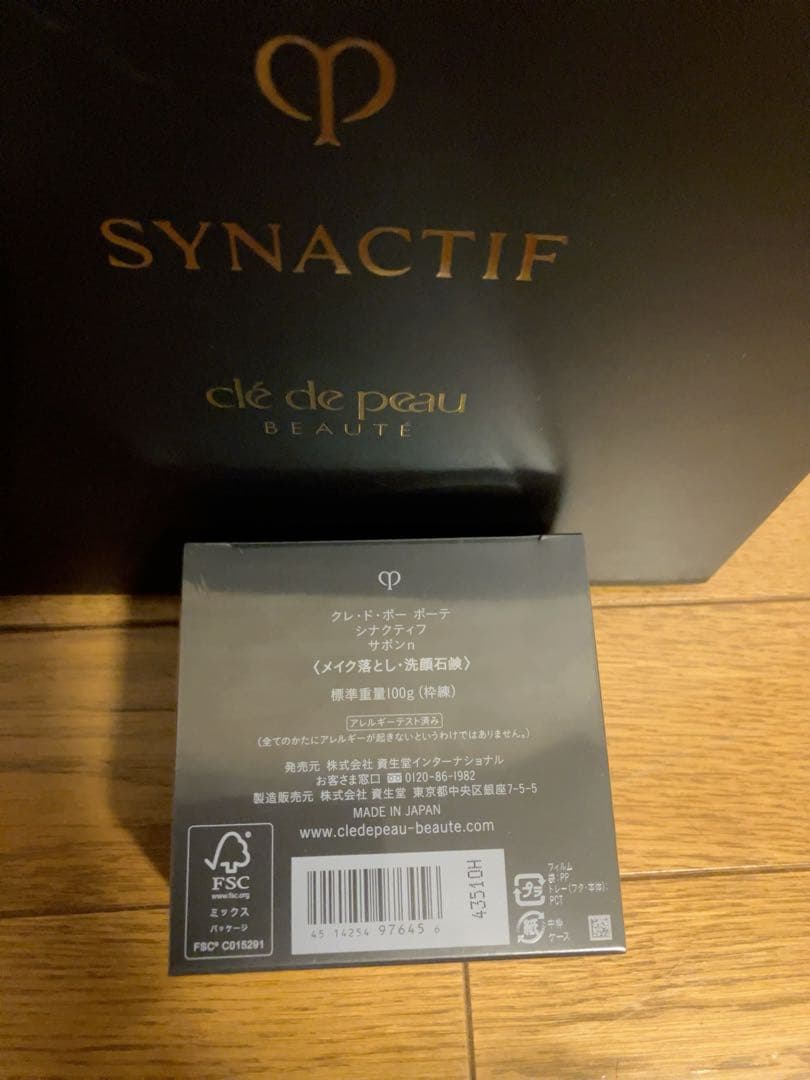 SYNACTIF
clé de peau
BEAUTÉ
クレ・ド・ポー ボーテ
シナクティフ
サボンn
〈メイク落とし・洗顔石鹸〉
標準重量100g (枠練)
アレルギーテスト済み
(全てのかたにアレルギーが起きないというわけではありません。)
発売元 株式会社 資生堂インターナショナル
お客さま窓口 0120-86-1982
製造販売元 株式会社 資生堂 東京都中央区銀座7-5-5
MADE IN JAPAN
www.cledepeau-beaute.com
FSC
www.fsc.org
ミックス
パッケージ
FSC® C015291
45 14254 97645 6
43510H
プラ
フィルム
袋:PP
トレー(フタ・本体):
PCT
紙
中枠
ケース